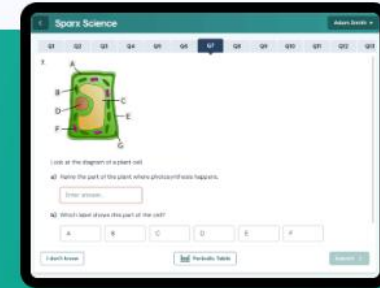 Sparx Science
Adam Smith
Q1 Q2 Q3 Q4 Q5 Q6 Q7 Q8 Q9 Q10 Q11 Q12 Q13
1
A
B
C
D
E
F
G
Look at the diagram of a plant cell
a) Name the part of the plant where photosynthesis happens.
Enter answer...
b) Which label shows this part of the cell?
A B C D E F
I don't know
Periodic Table
Submit